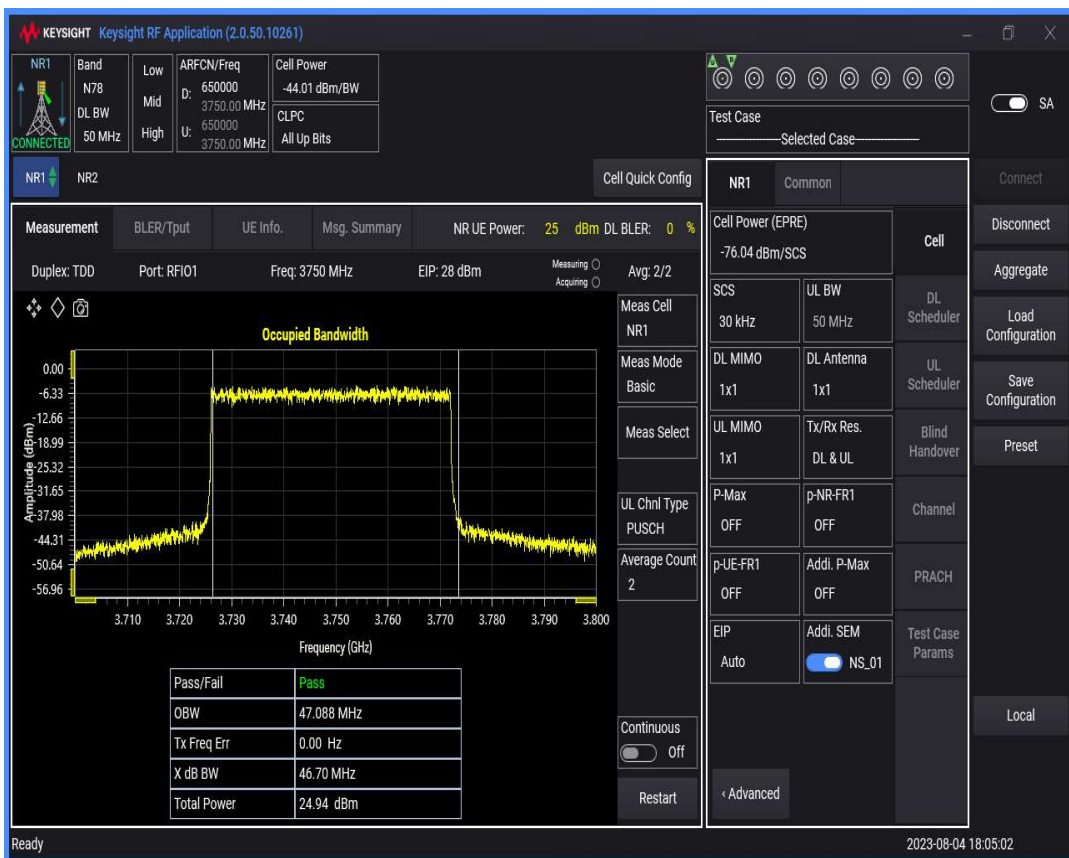 KEYSIGHT Keysight RF Application (2.0.50.10261)
NR1
CONNECTED
Band
N78
DL BW
50 MHz
Low
Mid
High
ARFCN/Freq
D: 650000
3750.00 MHz
U: 650000
3750.00 MHz
Cell Power
-44.01 dBm/BW
CLPC
All Up Bits
Test Case
Selected Case
SA
NR1 NR2
Cell Quick Config
NR1 Common
Connect
Disconnect
Aggregate
Load
Configuration
Save
Configuration
Preset
Local
Measurement BLER/Tput UE Info. Msg. Summary NR UE Power: 25 dBm DL BLER: 0 %
Duplex: TDD Port: RFIO1 Freq: 3750 MHz EIP: 28 dBm Measuring Avg: 2/2
Acquiring
Occupied Bandwidth
Amplitude (dBm)
0.00
-6.33
-12.66
-18.99
-25.32
-31.65
-37.98
-44.31
-50.64
-56.96
3.710 3.720 3.730 3.740 3.750 3.760 3.770 3.780 3.790 3.800
Frequency (GHz)
Pass/Fail Pass
OBW 47.088 MHz
Tx Freq Err 0.00 Hz
X dB BW 46.70 MHz
Total Power 24.94 dBm
Meas Cell
NR1
Meas Mode
Basic
Meas Select
UL Chnl Type
PUSCH
Average Count
2
Continuous
Off
Restart
Cell Power (EPRE)
-76.04 dBm/SCS
SCS
30 kHz
UL BW
50 MHz
DL MIMO
1x1
DL Antenna
1x1
UL MIMO
1x1
Tx/Rx Res.
DL & UL
P-Max
OFF
p-NR-FR1
OFF
p-UE-FR1
OFF
Addi. P-Max
OFF
EIP
Auto
Addi. SEM
NS_01
‹ Advanced
Cell
DL
Scheduler
UL
Scheduler
Blind
Handover
Channel
PRACH
Test Case
Params
Ready
2023-08-04 18:05:02